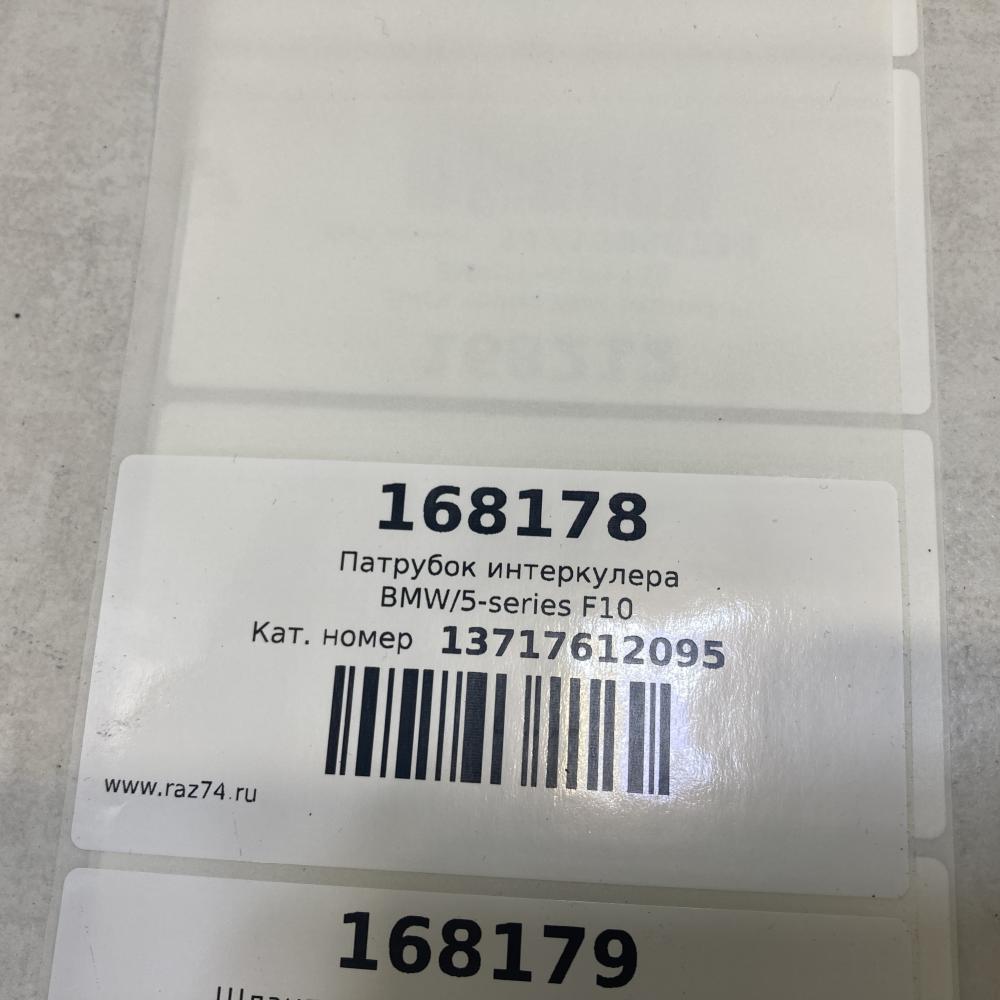 168178
Патрубок интеркулера
BMW/5-series F10
Кат. номер 13717612095
www.raz74.ru
168179